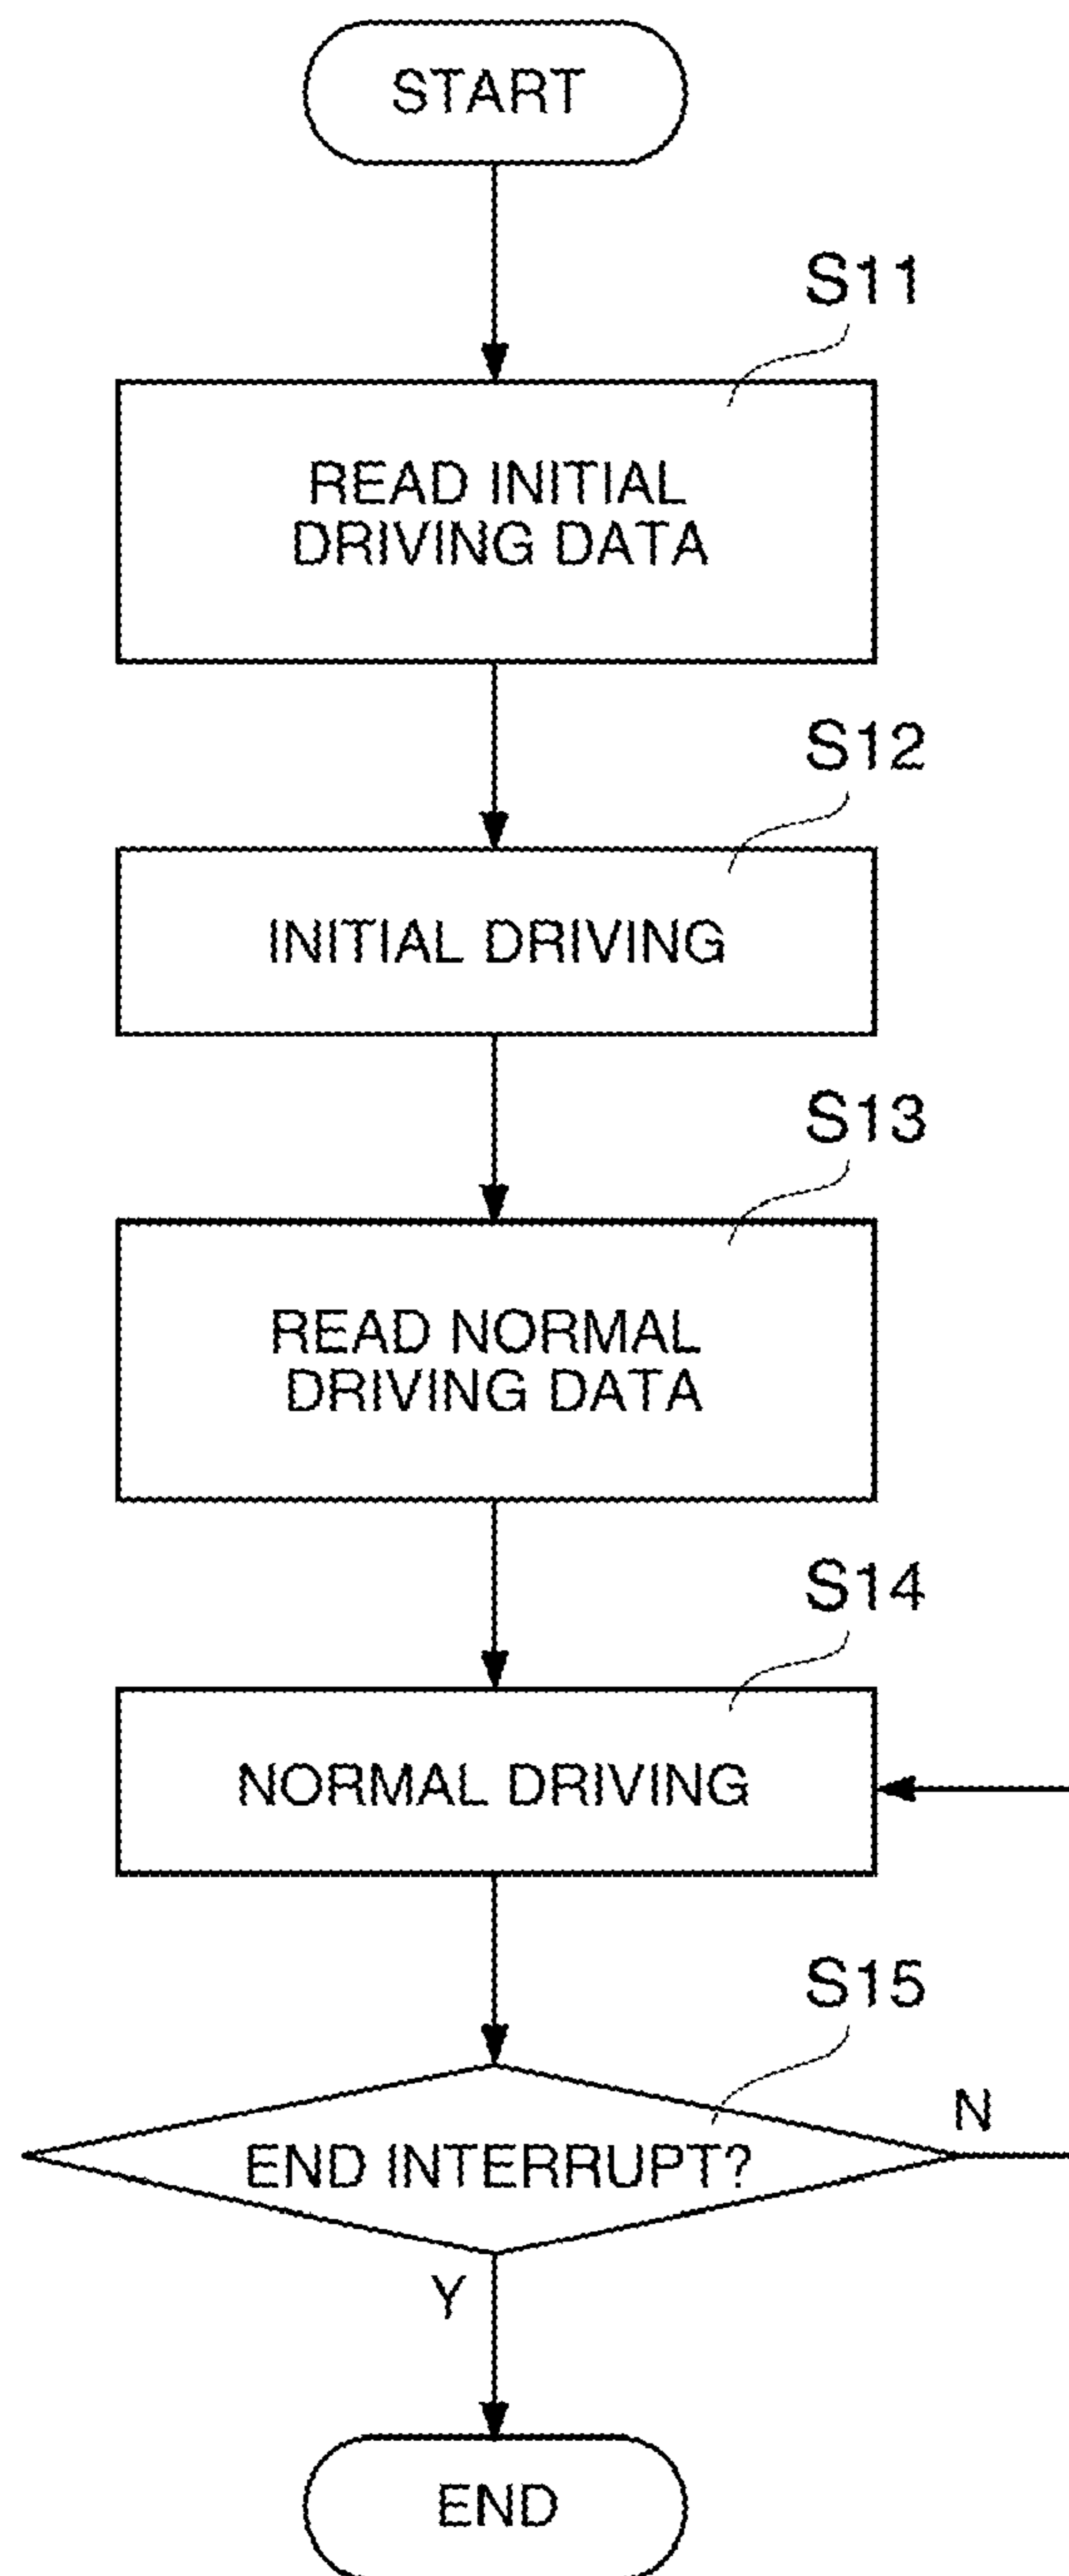 START
S11
READ INITIAL
DRIVING DATA
S12
INITIAL DRIVING
S13
READ NORMAL
DRIVING DATA
S14
NORMAL DRIVING
S15
N
END INTERRUPT?
Y
END